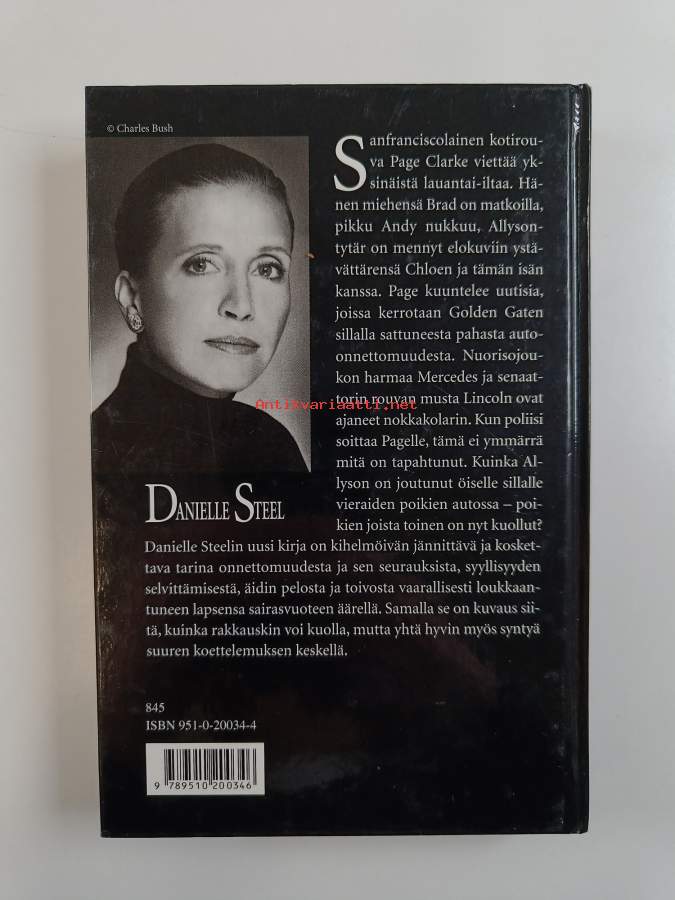 © Charles Bush
Sanfranciscolainen kotirou-
va Page Clarke viettää yk-
sinäistä lauantai-iltaa. Hä-
nen miehensä Brad on matkoilla,
pikku Andy nukkuu, Allyson-
tytär on mennyt elokuviin ystä-
vättärensä Chloen ja tämän isän
kanssa. Page kuuntelee uutisia,
joissa kerrotaan Golden Gaten
sillalla sattuneesta pahasta auto-
onnettomuudesta. Nuorisojou-
kon harmaa Mercedes ja senaat-
torin rouvan musta Lincoln ovat
ajaneet nokkakolarin. Kun poliisi
soittaa Pagelle, tämä ei ymmärrä
mitä on tapahtunut. Kuinka Al-
lyson on joutunut öiselle sillalle
vieraiden poikien autossa – poi-
kien joista toinen on nyt kuollut?
Antikvariaatti.net
DANIELLE STEEL
Danielle Steelin uusi kirja on kihelmöivän jännittävä ja kosket-
tava tarina onnettomuudesta ja sen seurauksista, syyllisyyden
selvittämisestä, äidin pelosta ja toivosta vaarallisesti loukkaan-
tuneen lapsensa sairasvuoteen äärellä. Samalla se on kuvaus sii-
tä, kuinka rakkauskin voi kuolla, mutta yhtä hyvin myös syntyä
suuren koettelemuksen keskellä.
845
ISBN 951-0-20034-4
9 789510 200346